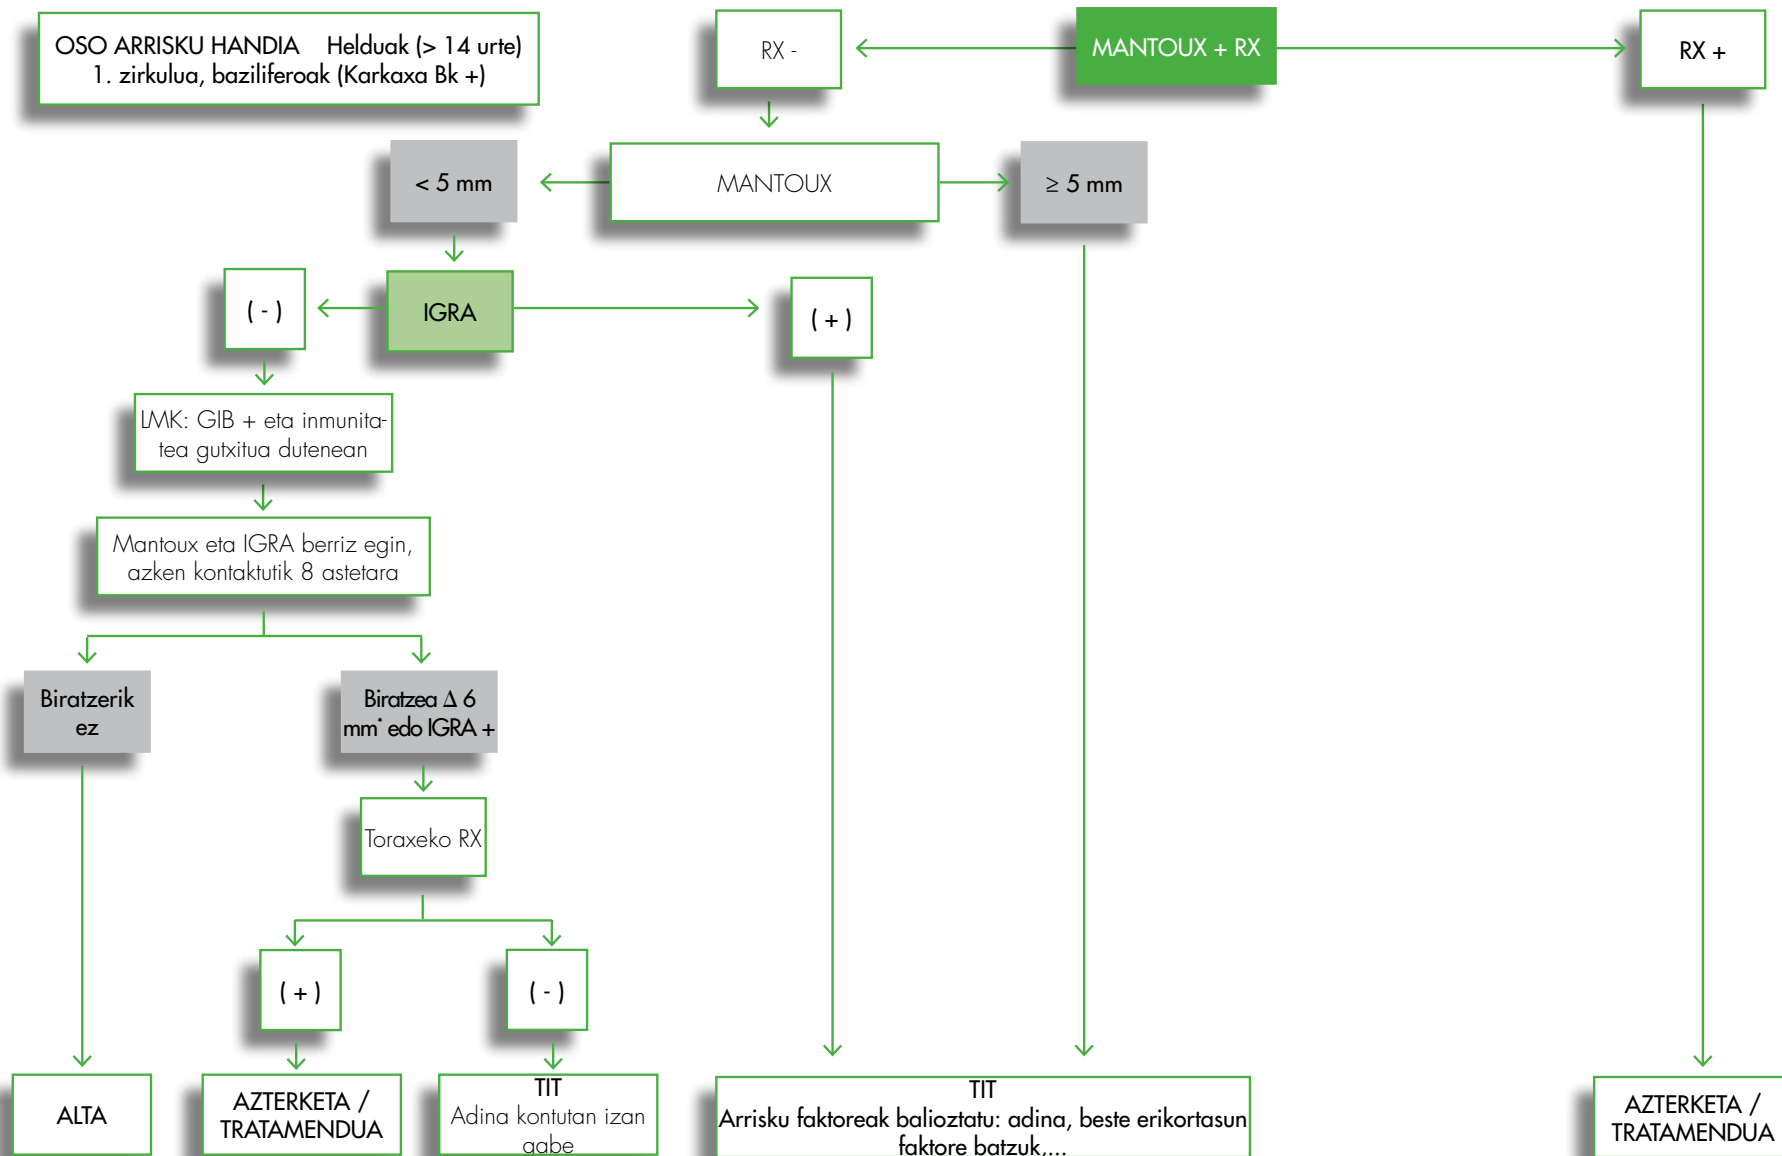 OSO ARRISKU HANDIA Helduak (> 14 urte)
1. zirkulua, baziliferoak (Karkaxa Bk +)
RX -
MANTOUX + RX
RX +
< 5 mm
MANTOUX
≥ 5 mm
( - )
IGRA
( + )
LMK: GIB + eta inmunita-
tea gutxitua dutenean
Mantoux eta IGRA berriz egin,
azken kontaktutik 8 astetara
Biratzerik
ez
Biratzea Δ 6
mm* edo IGRA +
Toraxeko RX
( + )
( - )
ALTA
AZTERKETA /
TRATAMENDUA
TIT
Adina kontutan izan
gabe
TIT
Arrisku faktoreak balioztatu: adina, beste erikortasun
faktore batzuk,...
AZTERKETA /
TRATAMENDUA